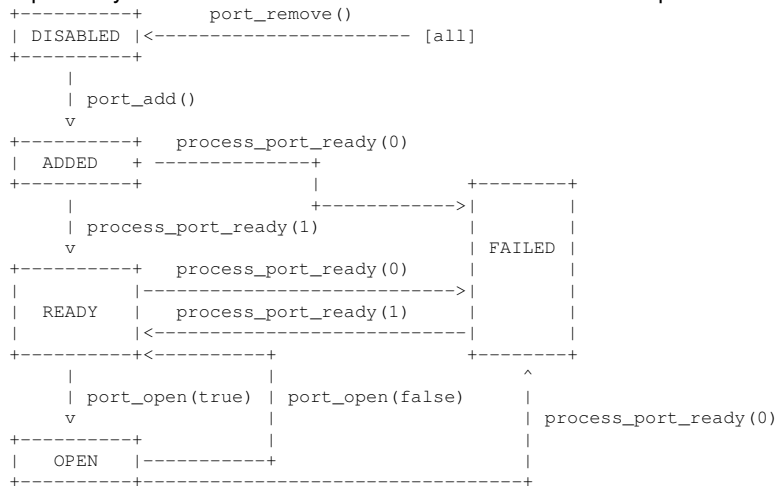 +----------+       port_remove()
| DISABLED |<----------------------- [all]
+----------+
     |
     | port_add()
     v
+----------+   process_port_ready(0)
|  ADDED   + --------------+
+----------+               |             +--------+
     |                     +------------>|        |
     | process_port_ready(1)             |        |
     v                                   | FAILED |
+----------+   process_port_ready(0)     |        |
|          |---------------------------->|        |
|  READY   |   process_port_ready(1)     |        |
|          |<----------------------------|        |
+----------+<----------+                 +--------+
     |                 |                      ^
     | port_open(true) | port_open(false)     |
     v                 |                      | process_port_ready(0)
+----------+           |                      |
|   OPEN   |-----------+                      |
+----------+----------------------------------+